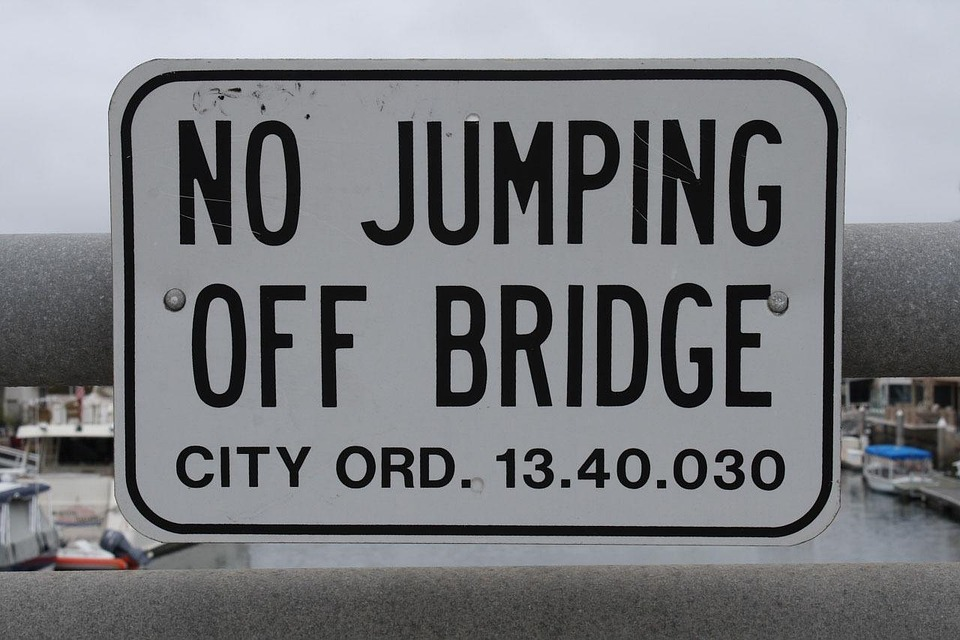 NO JUMPING
OFF BRIDGE
CITY ORD. 13.40.030